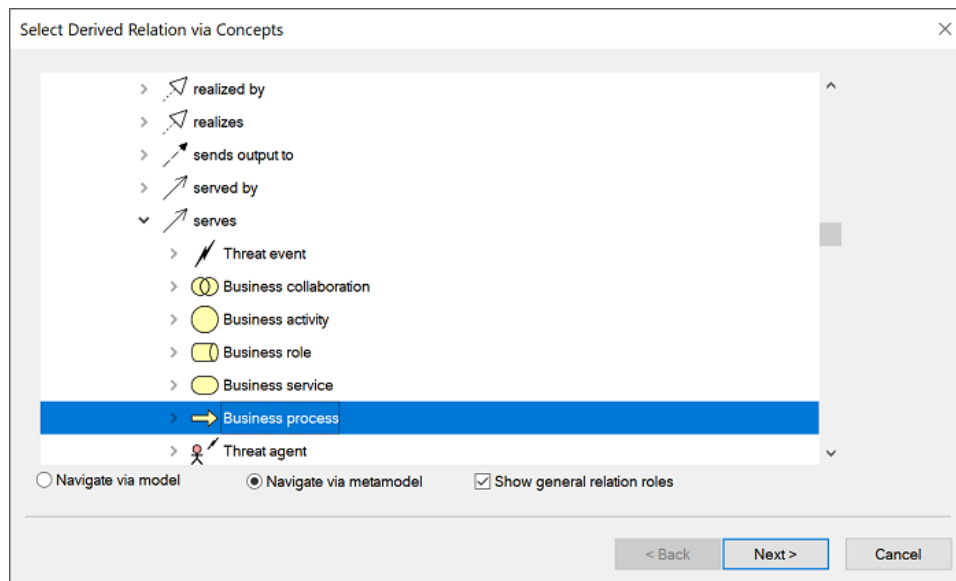 Select Derived Relation via Concepts
realized by
realizes
sends output to
served by
serves
Threat event
Business collaboration
Business activity
Business role
Business service
Business process
Threat agent
Navigate via model Navigate via metamodel Show general relation roles
< Back Next > Cancel